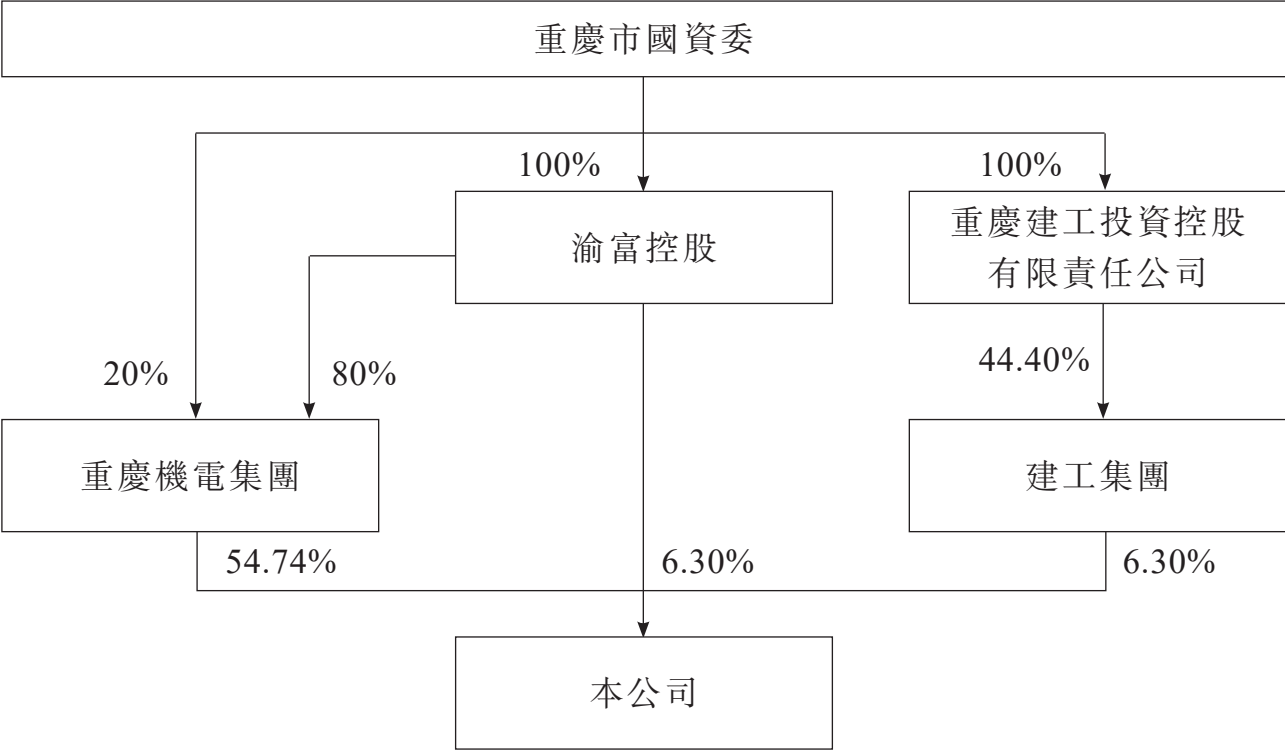 重慶市國資委
100%
100%
渝富控股
重慶建工投資控股
有限責任公司
20%
80%
44.40%
重慶機電集團
建工集團
54.74%
6.30%
6.30%
本公司